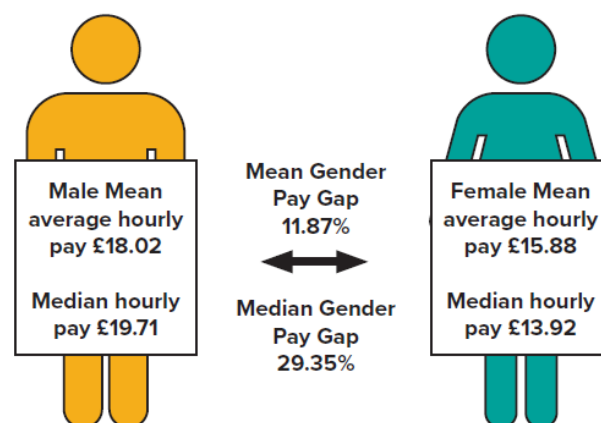 Male Mean
average hourly
pay £18.02
Median hourly
pay £19.71
Mean Gender
Pay Gap
11.87%
Median Gender
Pay Gap
29.35%
Female Mean
average hourly
pay £15.88
Median hourly
pay £13.92